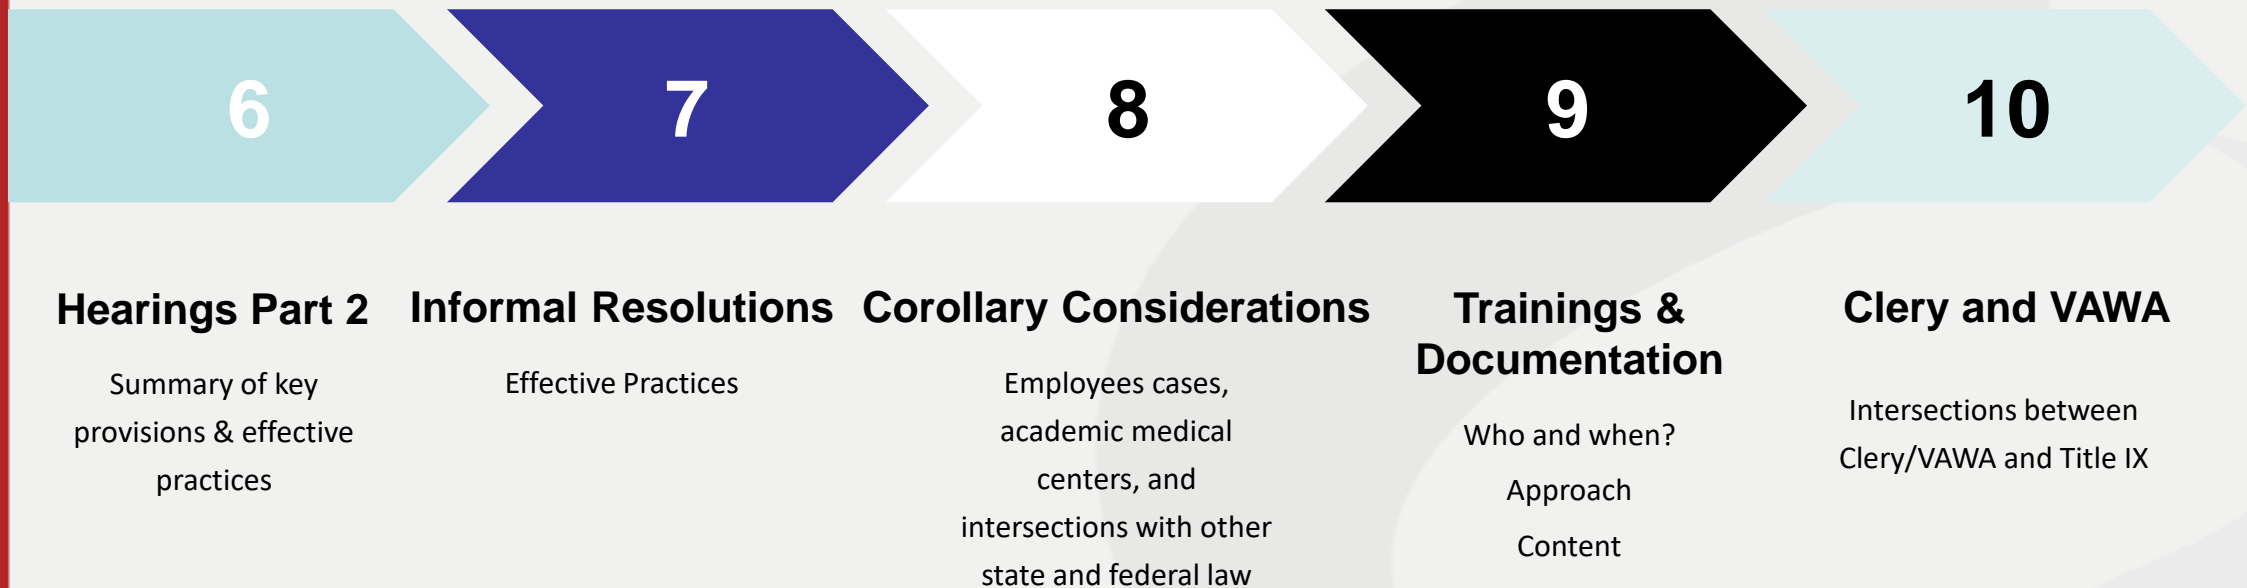 6
7
8
9
10
Hearings Part 2
Summary of key
provisions & effective
practices
Informal Resolutions
Effective Practices
Corollary Considerations
Employees cases,
academic medical
centers, and
intersections with other
state and federal law
Trainings &
Documentation
Who and when?
Approach
Content
Clery and VAWA
Intersections between
Clery/VAWA and Title IX